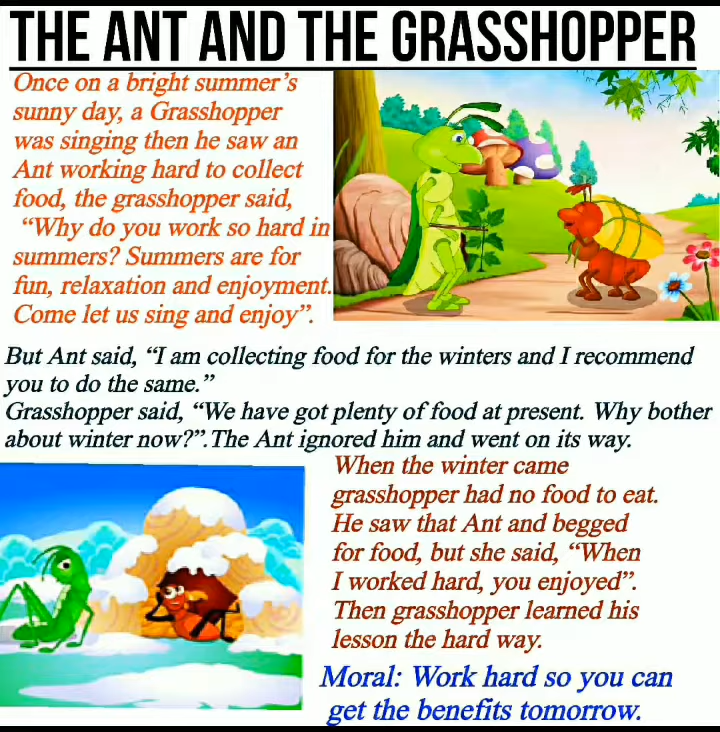 THE ANT AND THE GRASSHOPPER
Once on a bright summer's
sunny day, a Grasshopper
was singing then he saw an
Ant working hard to collect
food, the grasshopper said,
“Why do you work so hard in
summers? Summers are for
fun, relaxation and enjoyment.
Come let us sing and enjoy”.
But Ant said, “I am collecting food for the winters and I recommend
you to do the same.”
Grasshopper said, “We have got plenty of food at present. Why bother
about winter now?”. The Ant ignored him and went on its way.
When the winter came
grasshopper had no food to eat.
He saw that Ant and begged
for food, but she said, “When
I worked hard, you enjoyed”.
Then grasshopper learned his
lesson the hard way.
Moral: Work hard so you can
get the benefits tomorrow.